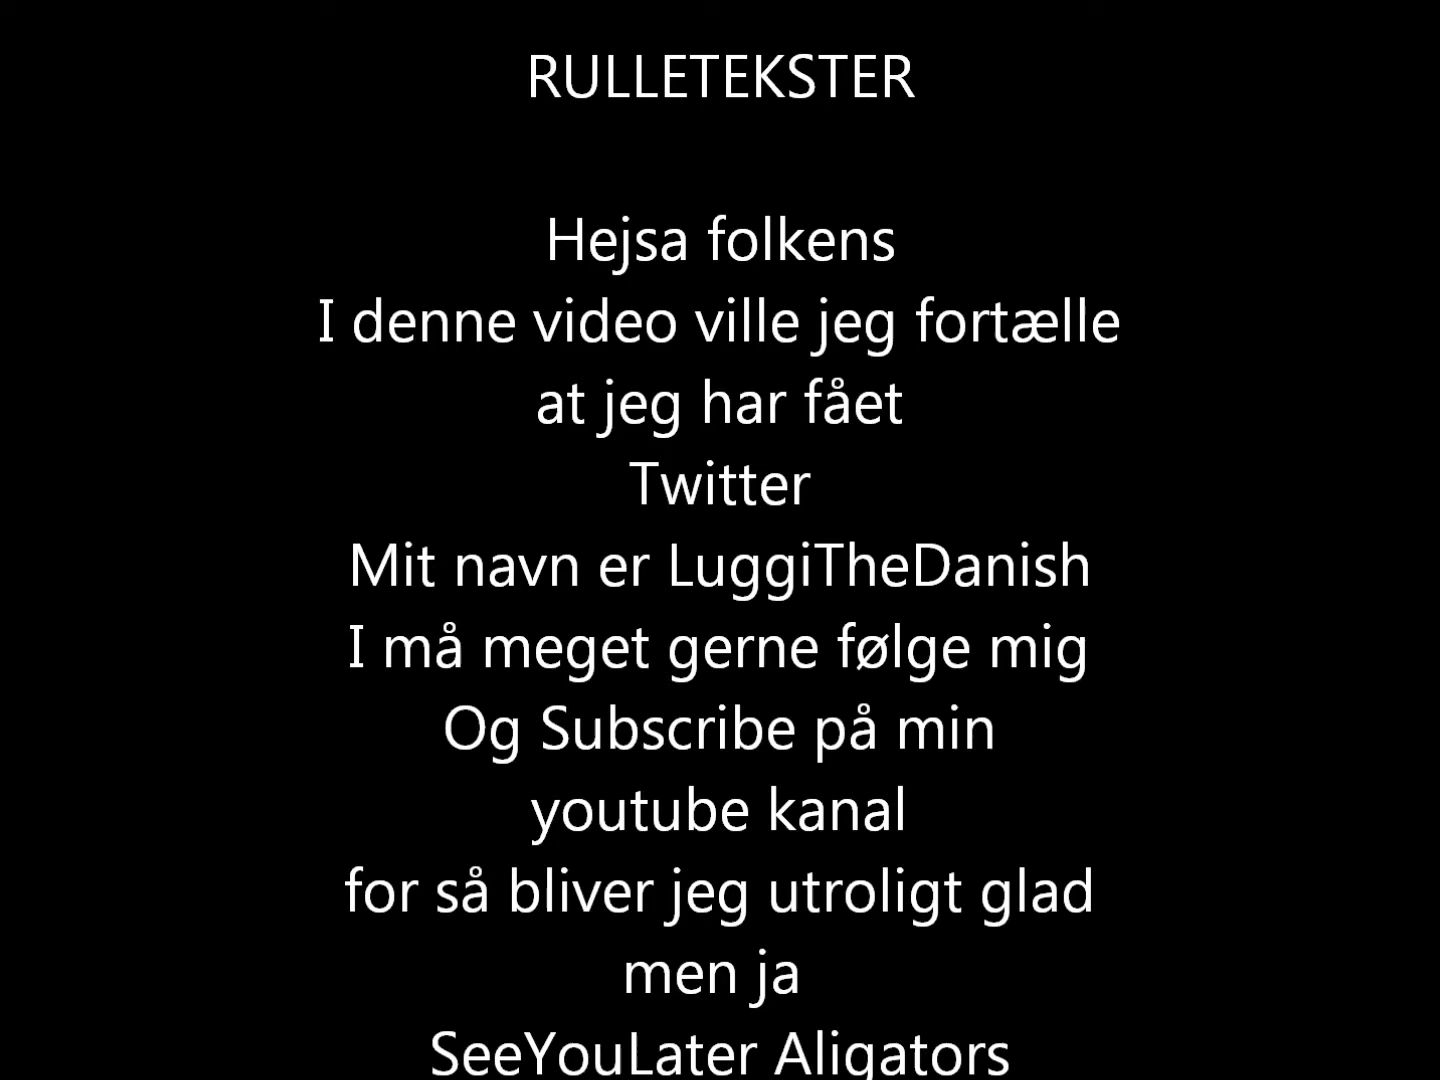 RULLETEKSTER
Hejsa folkens
I denne video ville jeg fortælle
at jeg har fået
Twitter
Mit navn er LuggiTheDanish
I må meget gerne følge mig
Og Subscribe på min
youtube kanal
for så bliver jeg utroligt glad
men ja
SeeYouLater Aligators